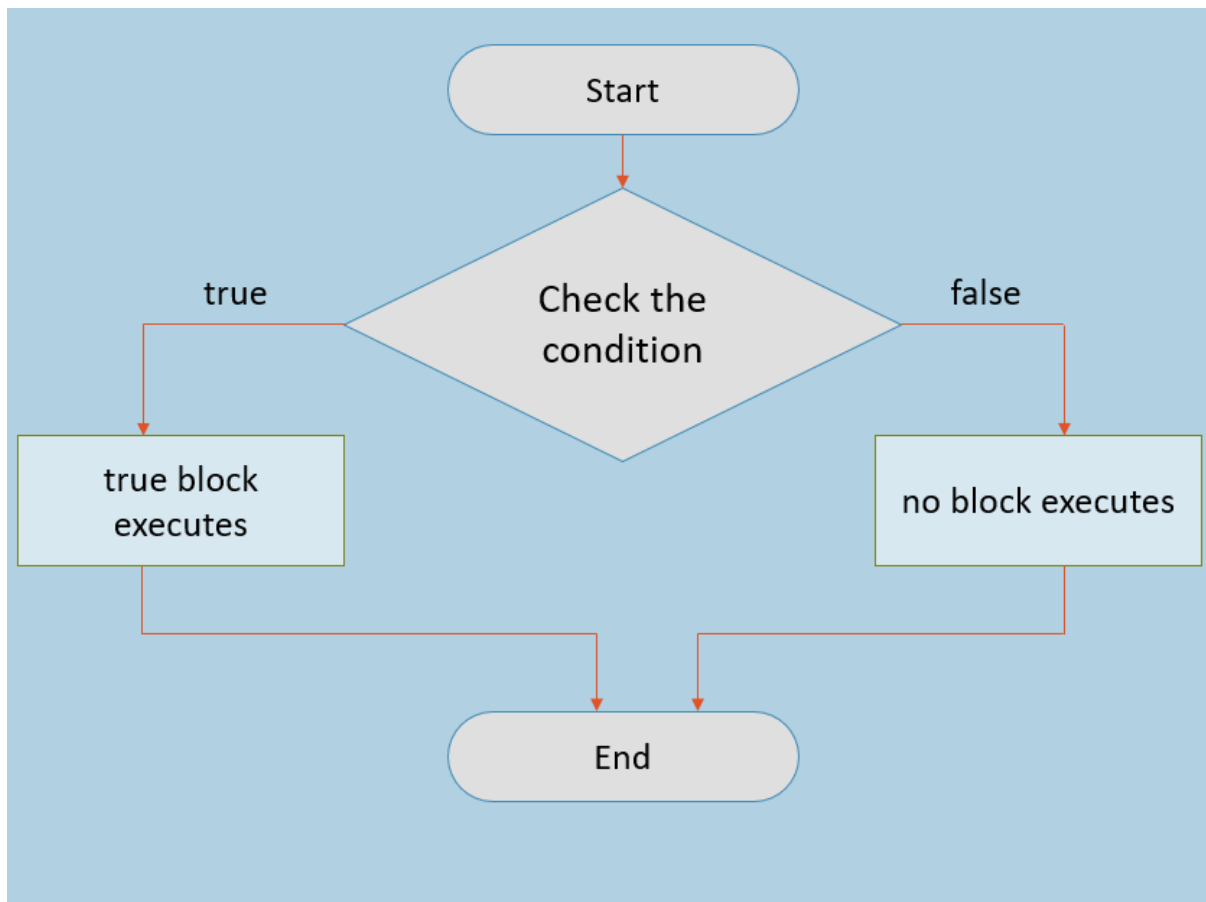 Start
true
false
Check the
condition
true block
executes
no block executes
End